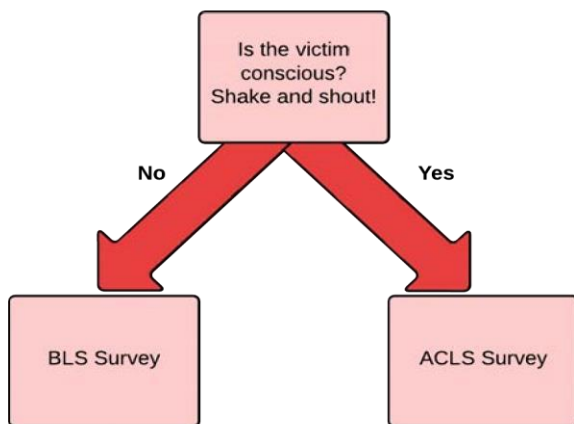 Is the victim
conscious?
Shake and shout!
No
Yes
BLS Survey
ACLS Survey